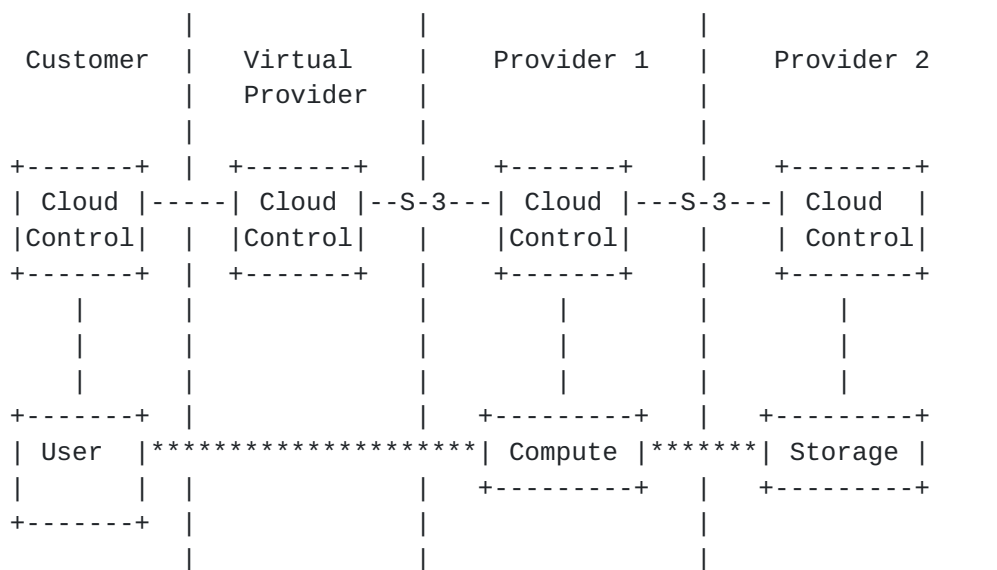 |              |                 |
 Customer  |   Virtual    |    Provider 1   |    Provider 2
           |   Provider   |                 |
           |              |                 |
+-------+  |  +-------+   |    +-------+    |    +--------+
| Cloud |-----| Cloud |--S-3---| Cloud |---S-3---| Cloud  |
|Control|  |  |Control|   |    |Control|    |    | Control|
+-------+  |  +-------+   |    +-------+    |    +--------+
    |      |              |        |        |        |
    |      |              |        |        |        |
    |      |              |        |        |        |
+-------+  |              |   +---------+   |   +---------+
| User  |*********************| Compute |*******| Storage |
|       |  |              |   +---------+   |   +---------+
+-------+  |              |                 |
           |              |                 |